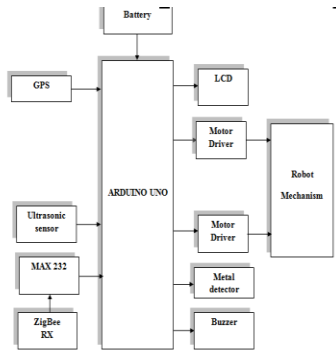 Battery
GPS
LCD
Motor
Driver
Robot
Mechanism
ARDUINO UNO
Ultrasonic
sensor
Motor
Driver
MAX 232
Metal
detector
ZigBee
RX
Buzzer